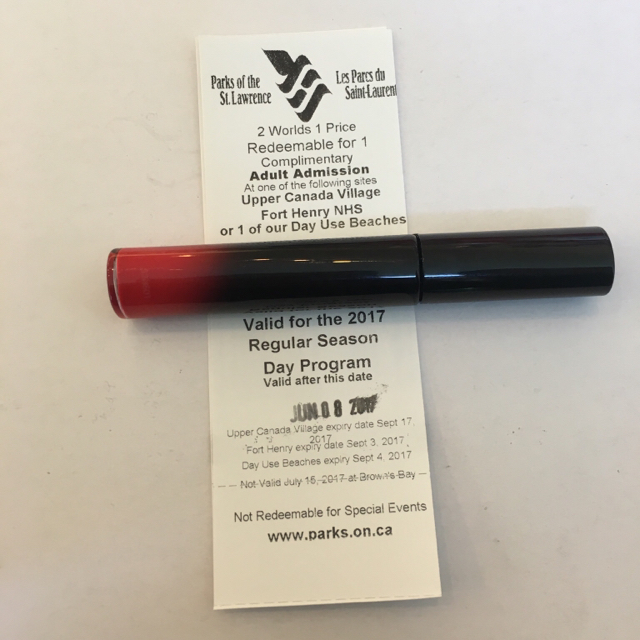 Parks of the
St. Lawrence
Les Parcs du
Saint-Laurent
2 Worlds 1 Price
Redeemable for 1
Complimentary
Adult Admission
At one of the following sites
Upper Canada Village
Fort Henry NHS
or 1 of our Day Use Beaches
Valid for the 2017
Regular Season
Day Program
Valid after this date
JUN 08 2017
Upper Canada Village expiry date Sept 17,
2017
Fort Henry expiry date Sept 3, 2017
Day Use Beaches expiry Sept 4, 2017
Not Valid July 15, 2017 at Brown's Bay
Not Redeemable for Special Events
www.parks.on.ca